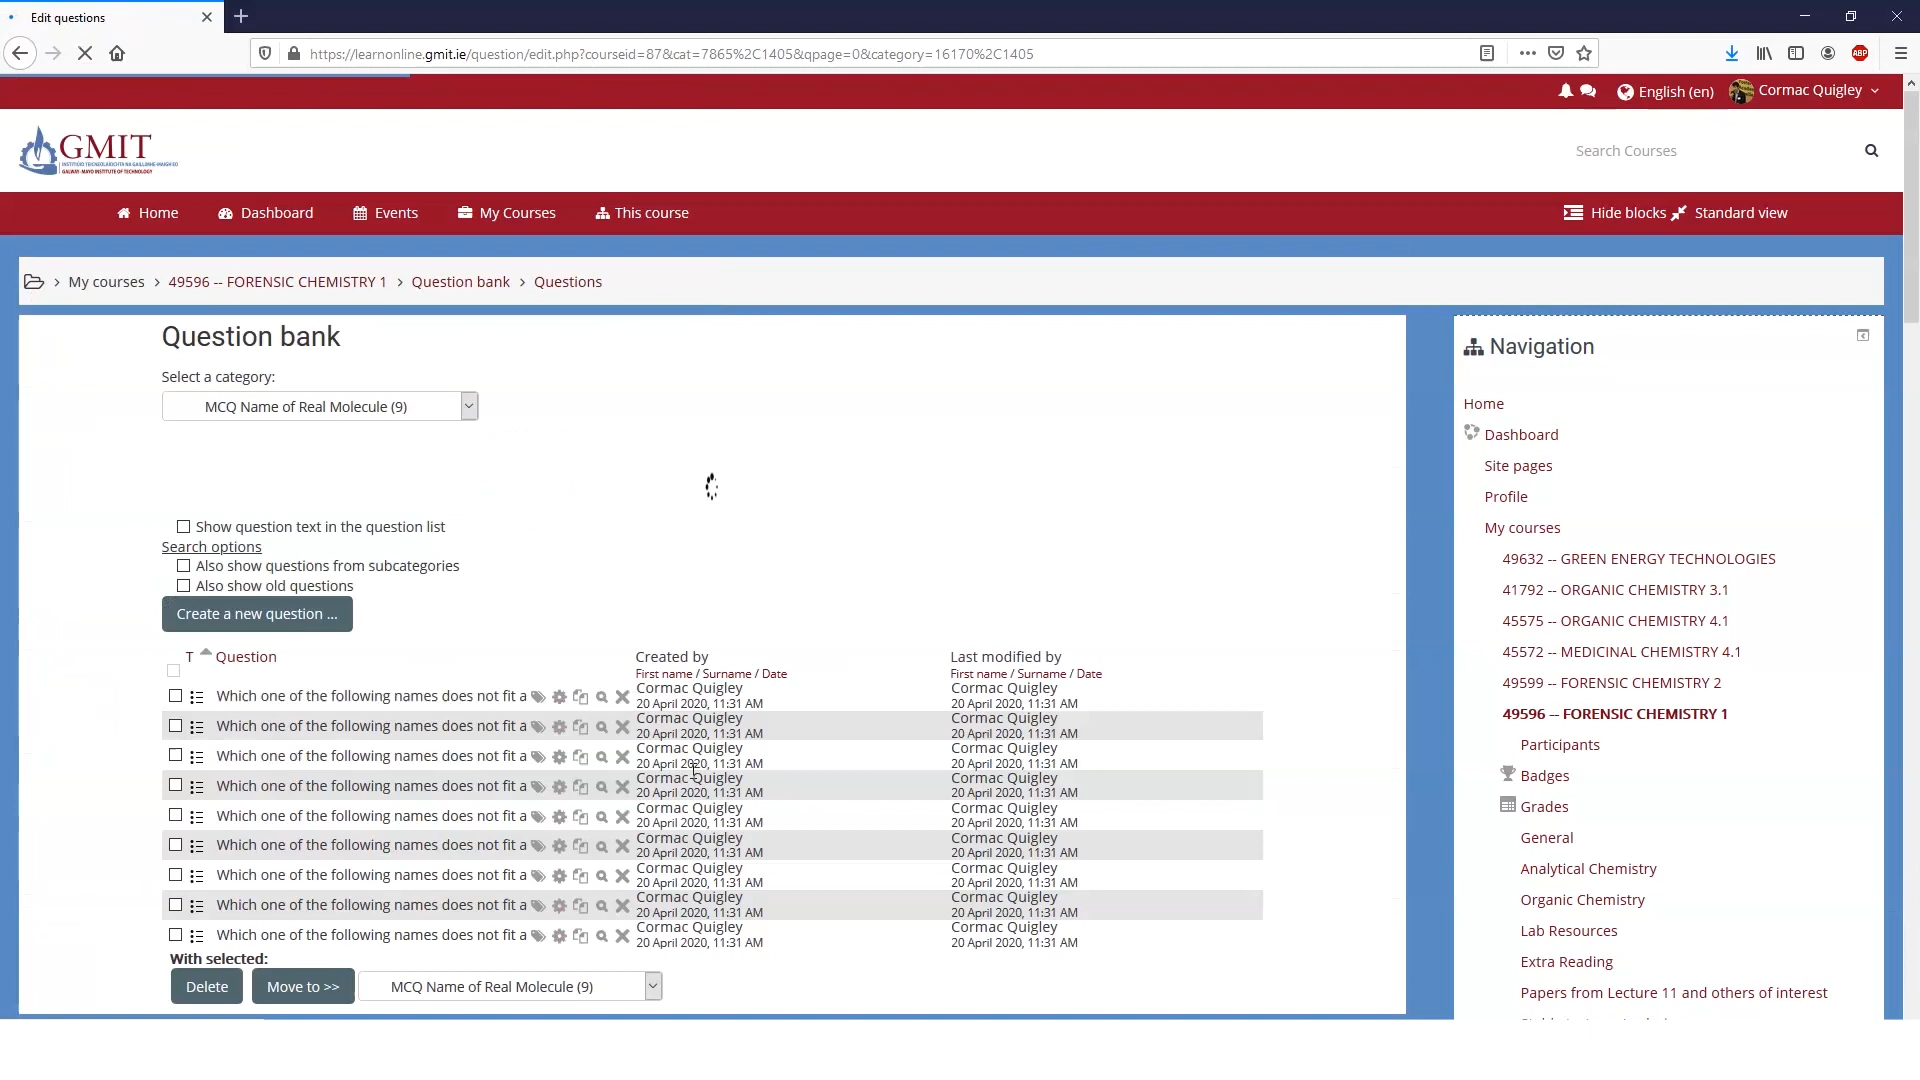 Edit questions
https://learnonline.gmit.ie/question/edit.php?courseid=87&cat=7865%2C1405&qpage=0&category=16170%2C1405
ABP
English (en)
Cormac Quigley
GMIT
GALWAY-MAYO INSTITUTE OF TECHNOLOGY
Search Courses
Home
Dashboard
Events
My Courses
This course
Hide blocks
Standard view
My courses
49596 -- FORENSIC CHEMISTRY 1
Question bank
Questions
Question bank
Select a category:
MCQ Name of Real Molecule (9)
Show question text in the question list
Search options
Also show questions from subcategories
Also show old questions
Create a new question ...
T Question Created by Last modified by
First name / Surname / Date First name / Surname / Date
Which one of the following names does not fit a Cormac Quigley Cormac Quigley
20 April 2020, 11:31 AM 20 April 2020, 11:31 AM
Which one of the following names does not fit a Cormac Quigley Cormac Quigley
20 April 2020, 11:31 AM 20 April 2020, 11:31 AM
Which one of the following names does not fit a Cormac Quigley Cormac Quigley
20 April 2020, 11:31 AM 20 April 2020, 11:31 AM
Which one of the following names does not fit a Cormac Quigley Cormac Quigley
20 April 2020, 11:31 AM 20 April 2020, 11:31 AM
Which one of the following names does not fit a Cormac Quigley Cormac Quigley
20 April 2020, 11:31 AM 20 April 2020, 11:31 AM
Which one of the following names does not fit a Cormac Quigley Cormac Quigley
20 April 2020, 11:31 AM 20 April 2020, 11:31 AM
Which one of the following names does not fit a Cormac Quigley Cormac Quigley
20 April 2020, 11:31 AM 20 April 2020, 11:31 AM
Which one of the following names does not fit a Cormac Quigley Cormac Quigley
20 April 2020, 11:31 AM 20 April 2020, 11:31 AM
Which one of the following names does not fit a Cormac Quigley Cormac Quigley
20 April 2020, 11:31 AM 20 April 2020, 11:31 AM
With selected:
Delete
Move to >>
MCQ Name of Real Molecule (9)
Navigation
Home
Dashboard
Site pages
Profile
My courses
49632 -- GREEN ENERGY TECHNOLOGIES
41792 -- ORGANIC CHEMISTRY 3.1
45575 -- ORGANIC CHEMISTRY 4.1
45572 -- MEDICINAL CHEMISTRY 4.1
49599 -- FORENSIC CHEMISTRY 2
49596 -- FORENSIC CHEMISTRY 1
Participants
Badges
Grades
General
Analytical Chemistry
Organic Chemistry
Lab Resources
Extra Reading
Papers from Lecture 11 and others of interest